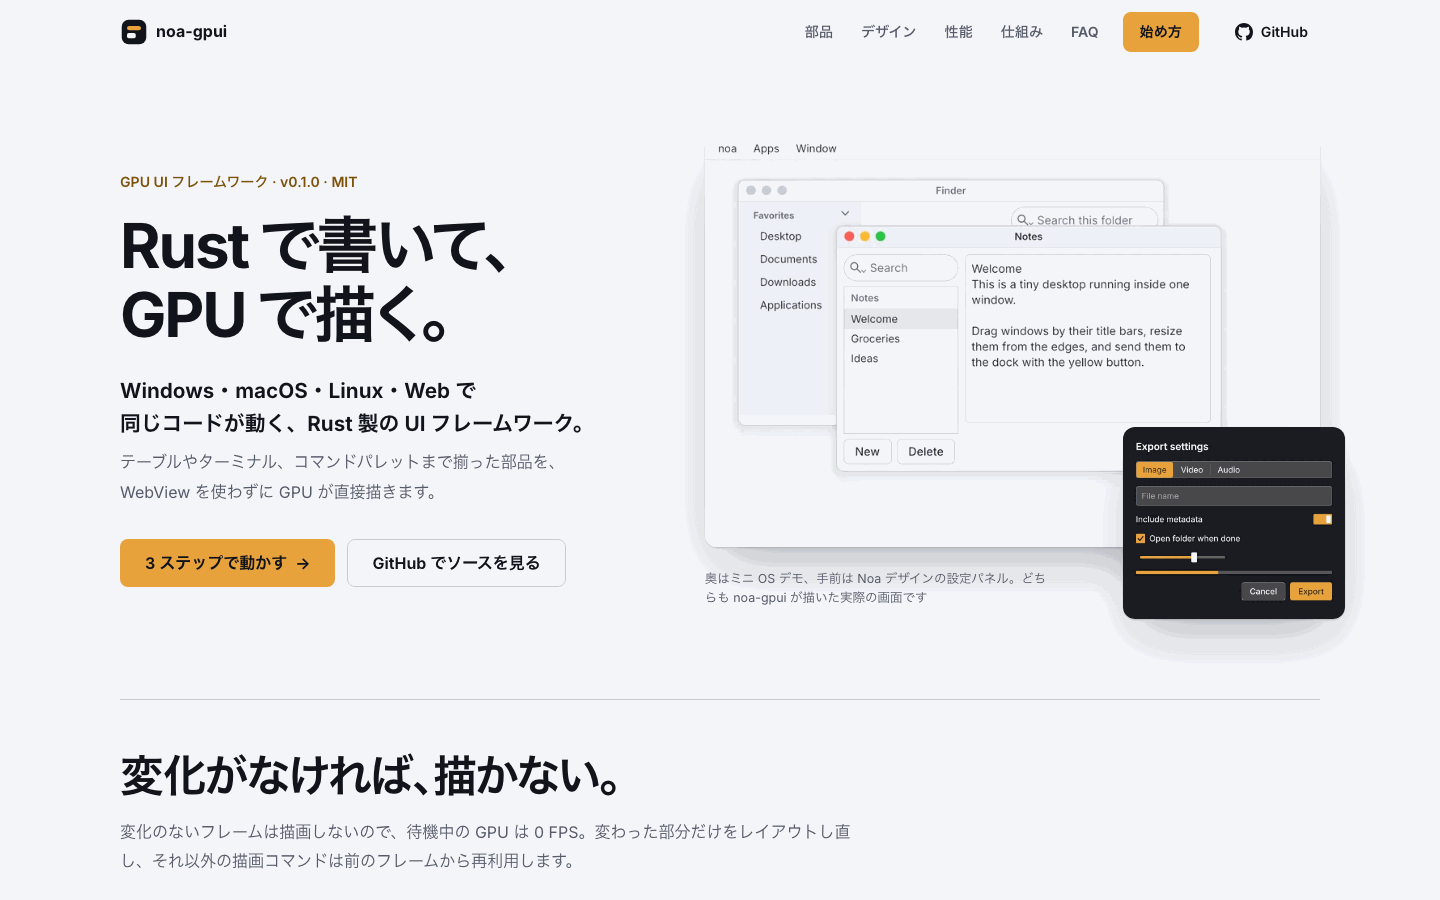 noa-gpui
部品 デザイン 性能 仕組み FAQ 始め方 GitHub
GPU UI フレームワーク · v0.1.0 · MIT
Rust で書いて、
GPU で描く。
Windows・macOS・Linux・Web で
同じコードが動く、Rust 製の UI フレームワーク。
テーブルやターミナル、コマンドパレットまで揃った部品を、
WebView を使わずに GPU が直接描きます。
3 ステップで動かす →
GitHub でソースを見る
noa Apps Window
Finder
Favorites
Desktop
Documents
Downloads
Applications
Search this folder
Notes
Search
Notes
Welcome
Groceries
Ideas
New Delete
Welcome
This is a tiny desktop running inside one
window.
Drag windows by their title bars, resize
them from the edges, and send them to
the dock with the yellow button.
Export settings
Image Video Audio
File name
Include metadata
Open folder when done
Cancel Export
奥はミニ OS デモ、手前は Noa デザインの設定パネル。どち
らも noa-gpui が描いた実際の画面です
変化がなければ、描かない。
変化のないフレームは描画しないので、待機中の GPU は 0 FPS。変わった部分だけをレイアウトし直
し、それ以外の描画コマンドは前のフレームから再利用します。